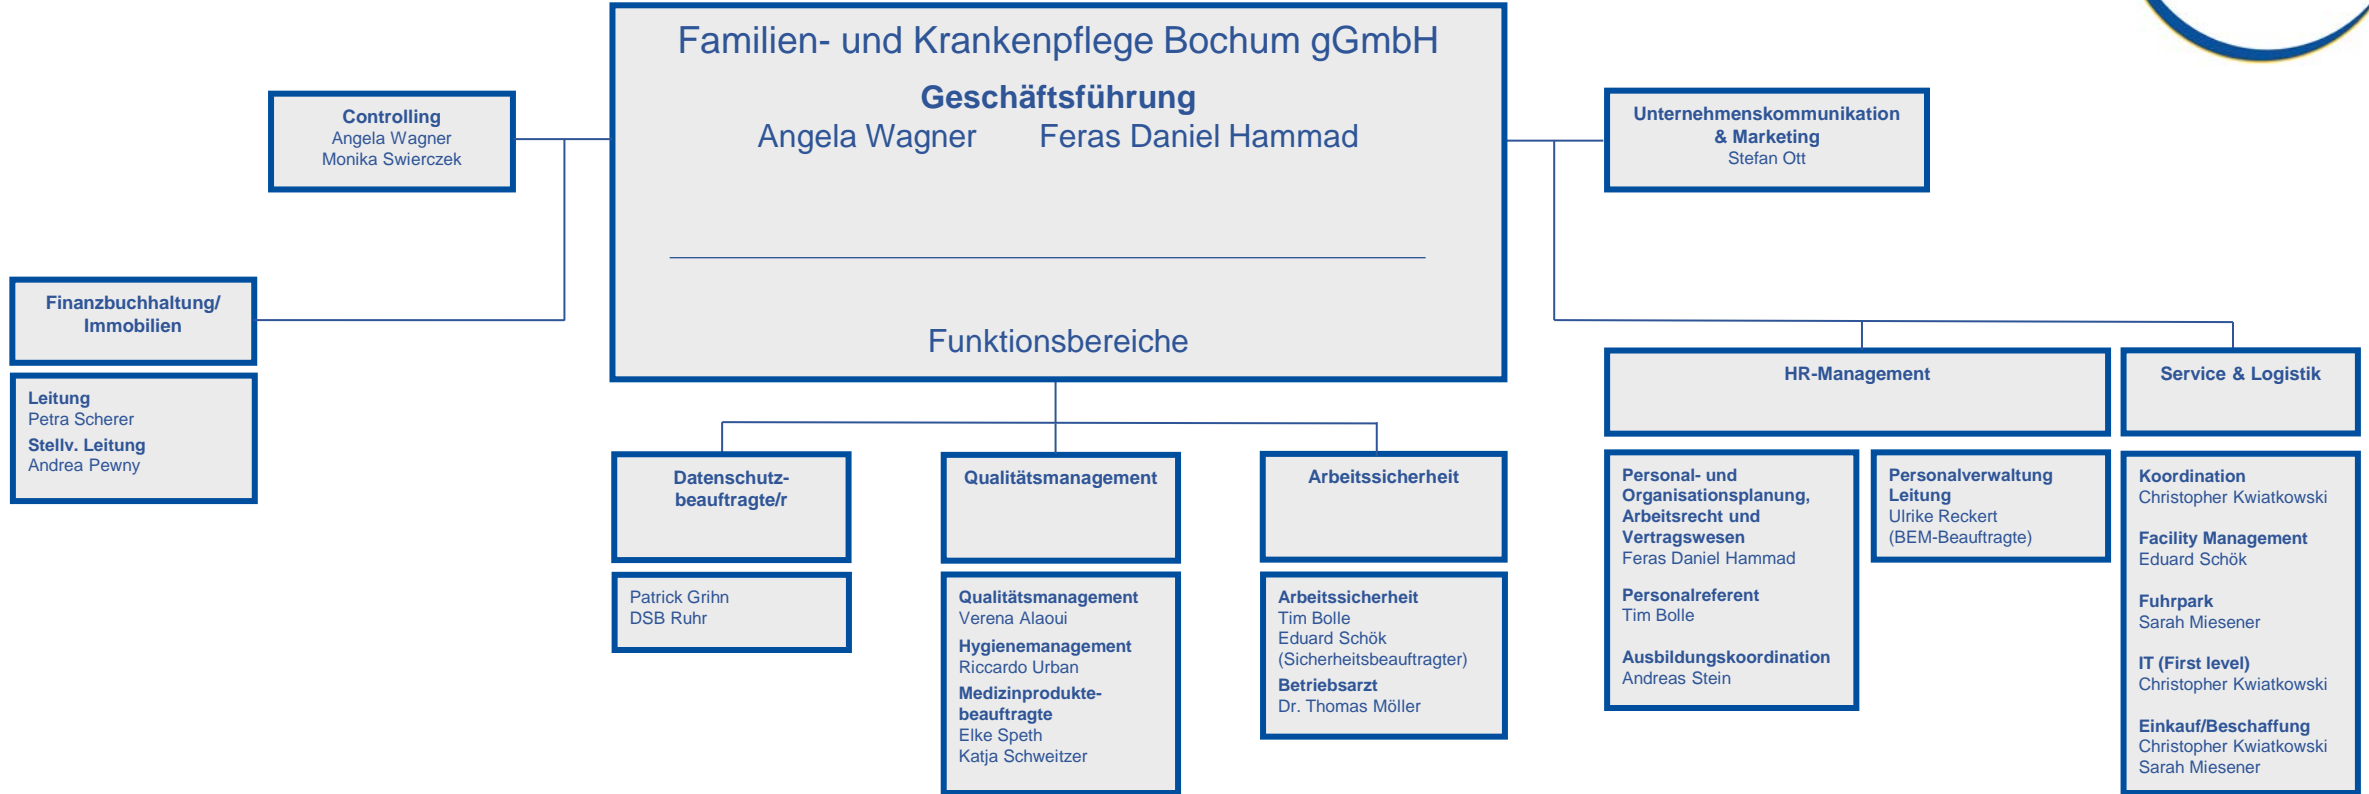 Familien- und Krankenpflege Bochum gGmbH
Geschäftsführung
Angela Wagner Feras Daniel Hammad
Funktionsbereiche
Controlling
Angela Wagner
Monika Swierczek
Unternehmenskommunikation
& Marketing
Stefan Ott
Finanzbuchhaltung/
Immobilien
Leitung
Petra Scherer
Stellv. Leitung
Andrea Pewny
Datenschutz-
beauftragte/r
Patrick Grihn
DSB Ruhr
Qualitätsmanagement
Qualitätsmanagement
Verena Alaoui
Hygienemanagement
Riccardo Urban
Medizinprodukte-
beauftragte
Elke Speth
Katja Schweitzer
Arbeitssicherheit
Arbeitssicherheit
Tim Bolle
Eduard Schök
(Sicherheitsbeauftragter)
Betriebsarzt
Dr. Thomas Möller
HR-Management
Personal- und
Organisationsplanung,
Arbeitsrecht und
Vertragswesen
Feras Daniel Hammad
Personalreferent
Tim Bolle
Ausbildungskoordination
Andreas Stein
Personalverwaltung
Leitung
Ulrike Reckert
(BEM-Beauftragte)
Service & Logistik
Koordination
Christopher Kwiatkowski
Facility Management
Eduard Schök
Fuhrpark
Sarah Miesener
IT (First level)
Christopher Kwiatkowski
Einkauf/Beschaffung
Christopher Kwiatkowski
Sarah Miesener